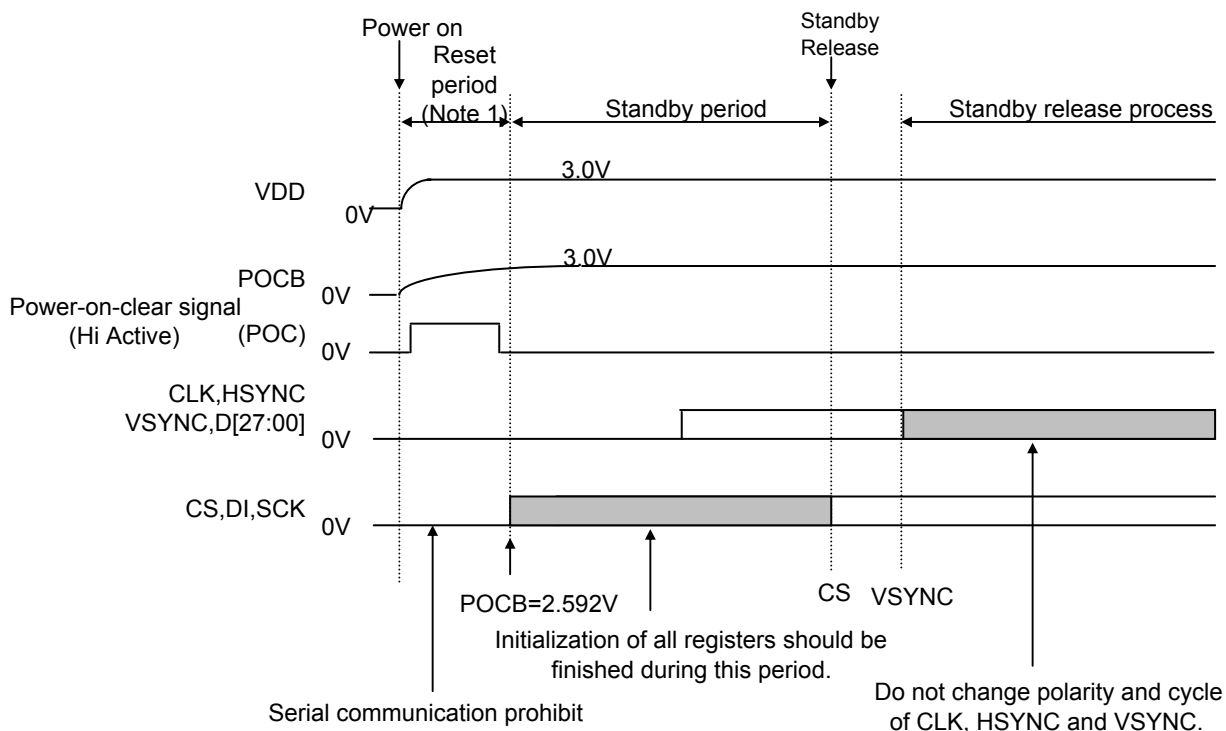 Power on
Standby
Release
Reset
period
(Note 1)
Standby period
Standby release process
VDD
0V
3.0V
POCB
0V
3.0V
Power-on-clear signal
(Hi Active)
(POC)
0V
CLK,HSYNC
VSYNC,D[27:00]
0V
CS,DI,SCK
0V
POCB=2.592V
CS
VSYNC
Initialization of all registers should be
finished during this period.
Serial communication prohibit
Do not change polarity and cycle
of CLK, HSYNC and VSYNC.